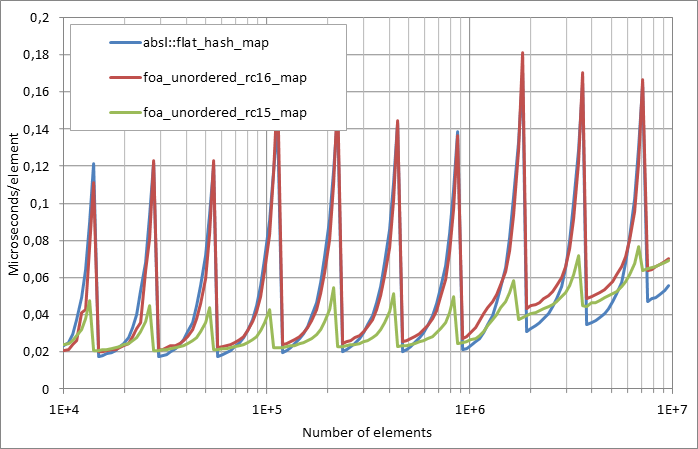 0,2
0,18
0,16
0,14
0,12
0,1
0,08
0,06
0,04
0,02
0
Microseconds/element
absl::flat_hash_map
foa_unordered_rc16_map
foa_unordered_rc15_map
1E+4
1E+5
1E+6
1E+7
Number of elements